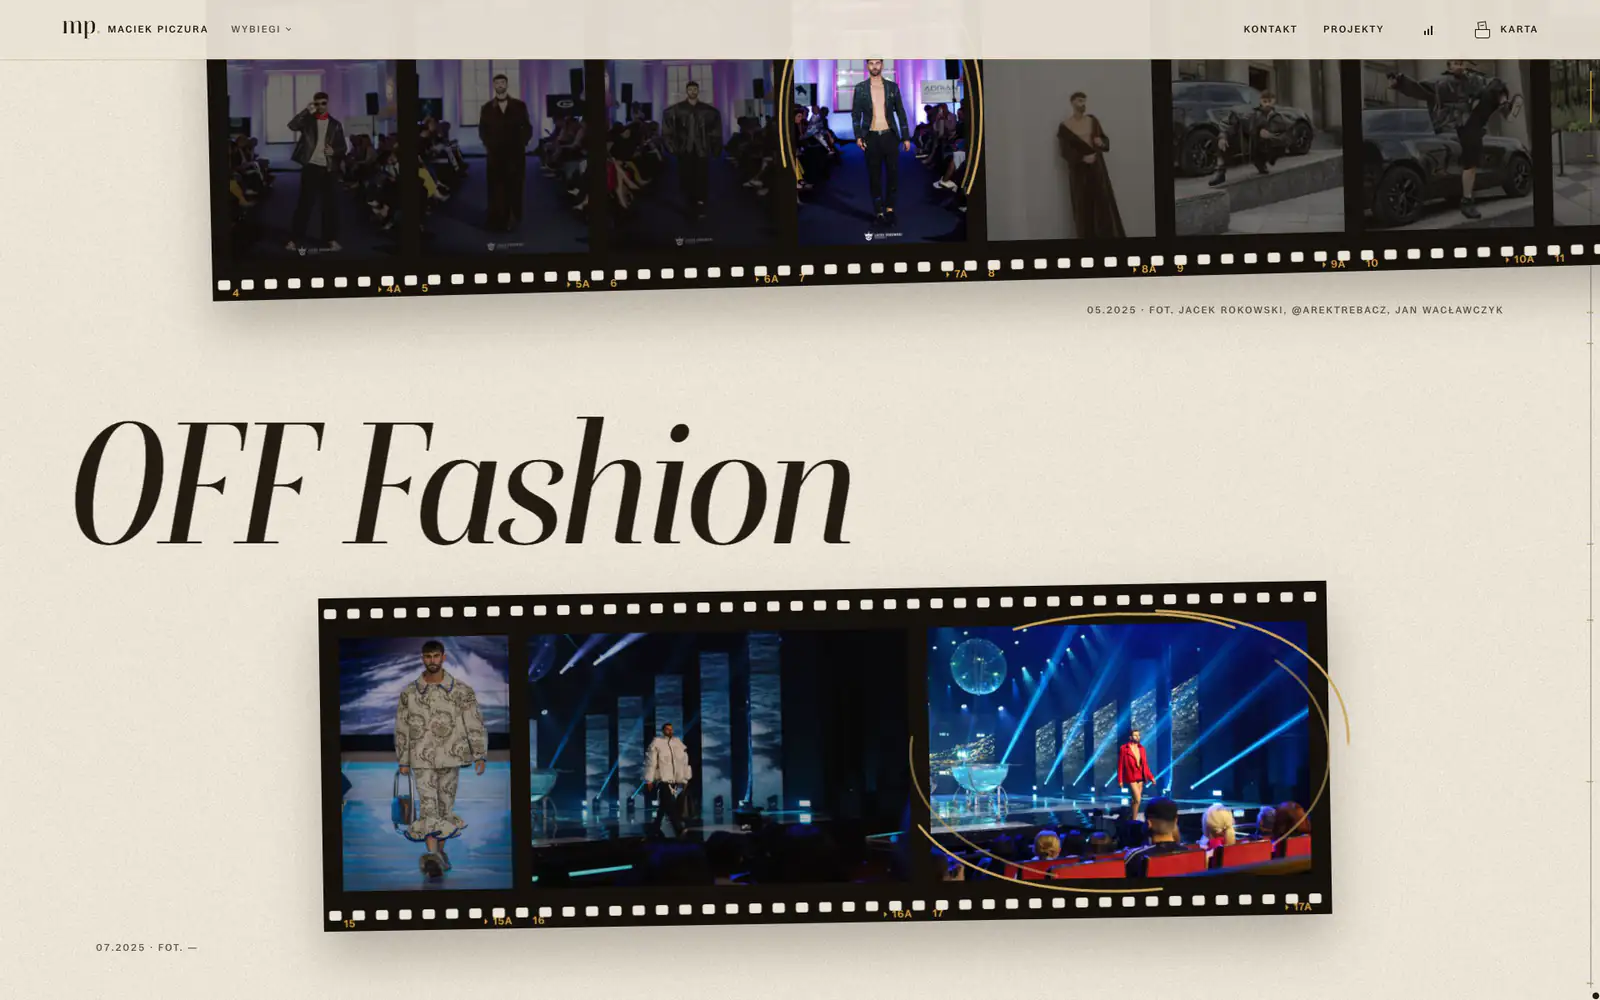 mp. MACIEK PICZURA WYBIEGI KONTAKT PROJEKTY KARTA
4 4A 5 5A 6 6A 7 7A 8 8A 9 9A 10 10A 11
05.2025 · FOT. JACEK ROKOWSKI, @AREKTREBACZ, JAN WACŁAWCZYK
OFF Fashion
15 15A 16 16A 17 17A
07.2025 · FOT. —